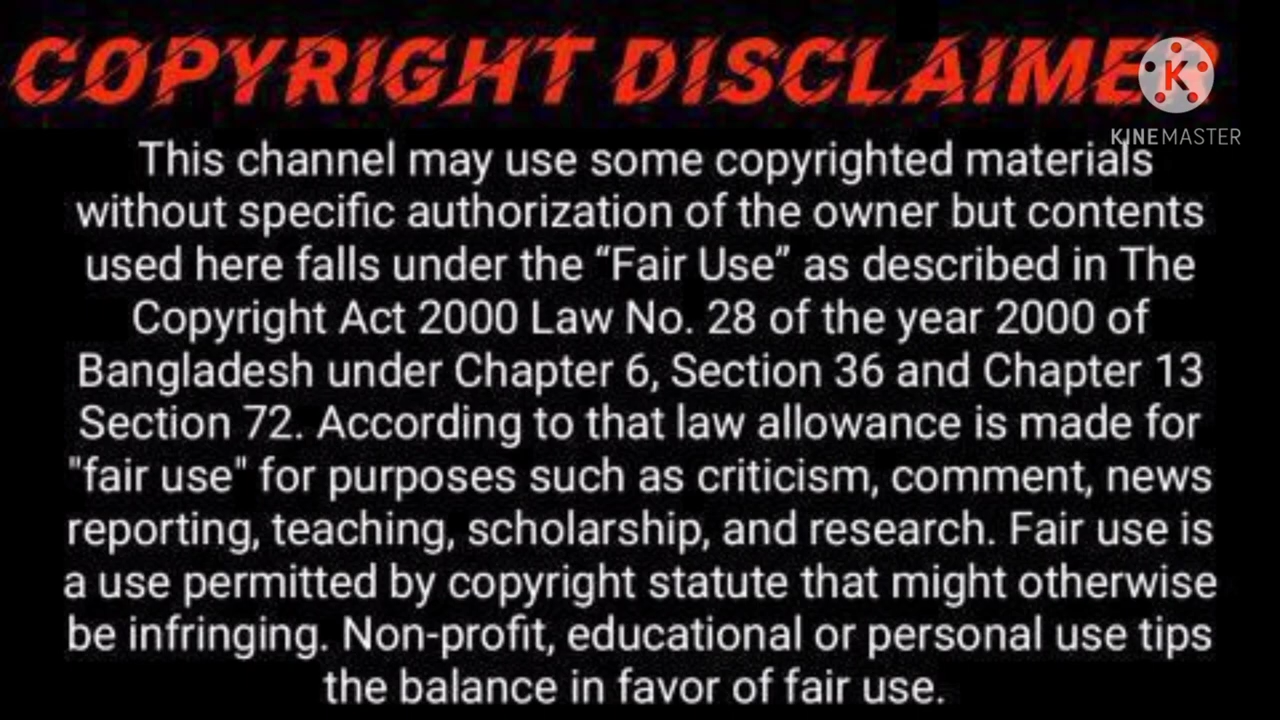 COPYRIGHT DISCLAIMER
K
KINEMASTER
This channel may use some copyrighted materials
without specific authorization of the owner but contents
used here falls under the “Fair Use” as described in The
Copyright Act 2000 Law No. 28 of the year 2000 of
Bangladesh under Chapter 6, Section 36 and Chapter 13
Section 72. According to that law allowance is made for
"fair use" for purposes such as criticism, comment, news
reporting, teaching, scholarship, and research. Fair use is
a use permitted by copyright statute that might otherwise
be infringing. Non-profit, educational or personal use tips
the balance in favor of fair use.